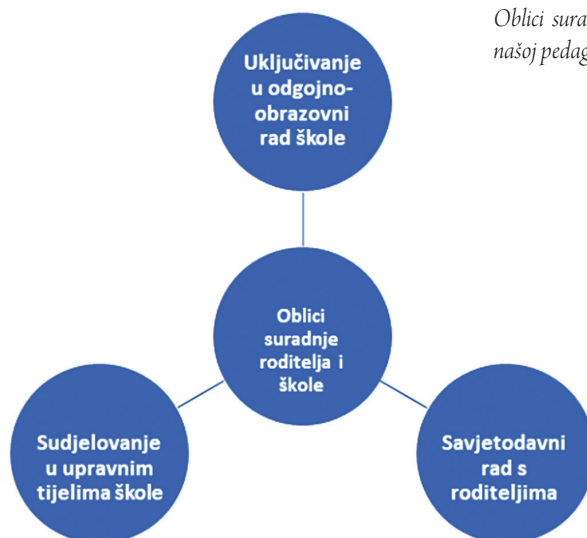 Oblici sura
našoj pedag
Uključivanje
u odgojno-
obrazovni
rad škole
Oblici
suradnje
roditelja i
škole
Sudjelovanje
u upravnim
tijelima škole
Savjetodavni
rad s
roditeljima